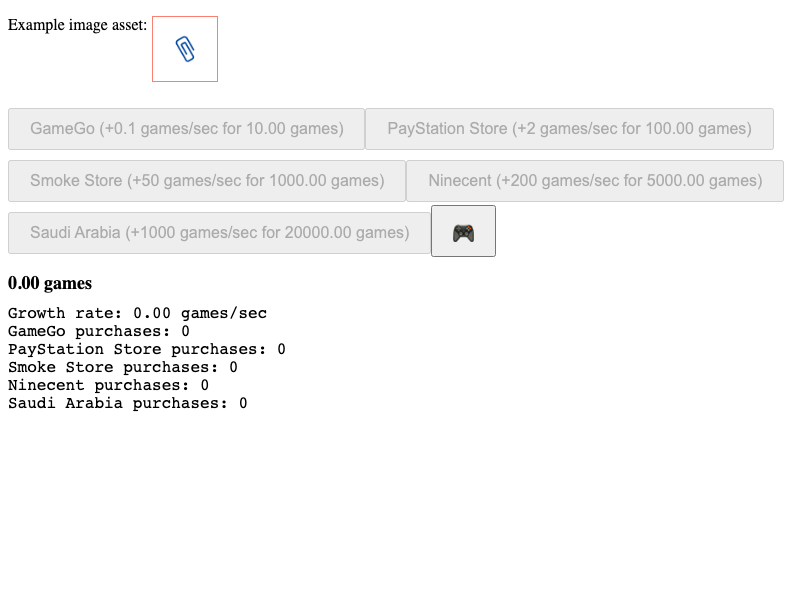 Example image asset:
GameGo (+0.1 games/sec for 10.00 games)
PayStation Store (+2 games/sec for 100.00 games)
Smoke Store (+50 games/sec for 1000.00 games)
Ninecent (+200 games/sec for 5000.00 games)
Saudi Arabia (+1000 games/sec for 20000.00 games)
0.00 games
Growth rate: 0.00 games/sec
GameGo purchases: 0
PayStation Store purchases: 0
Smoke Store purchases: 0
Ninecent purchases: 0
Saudi Arabia purchases: 0